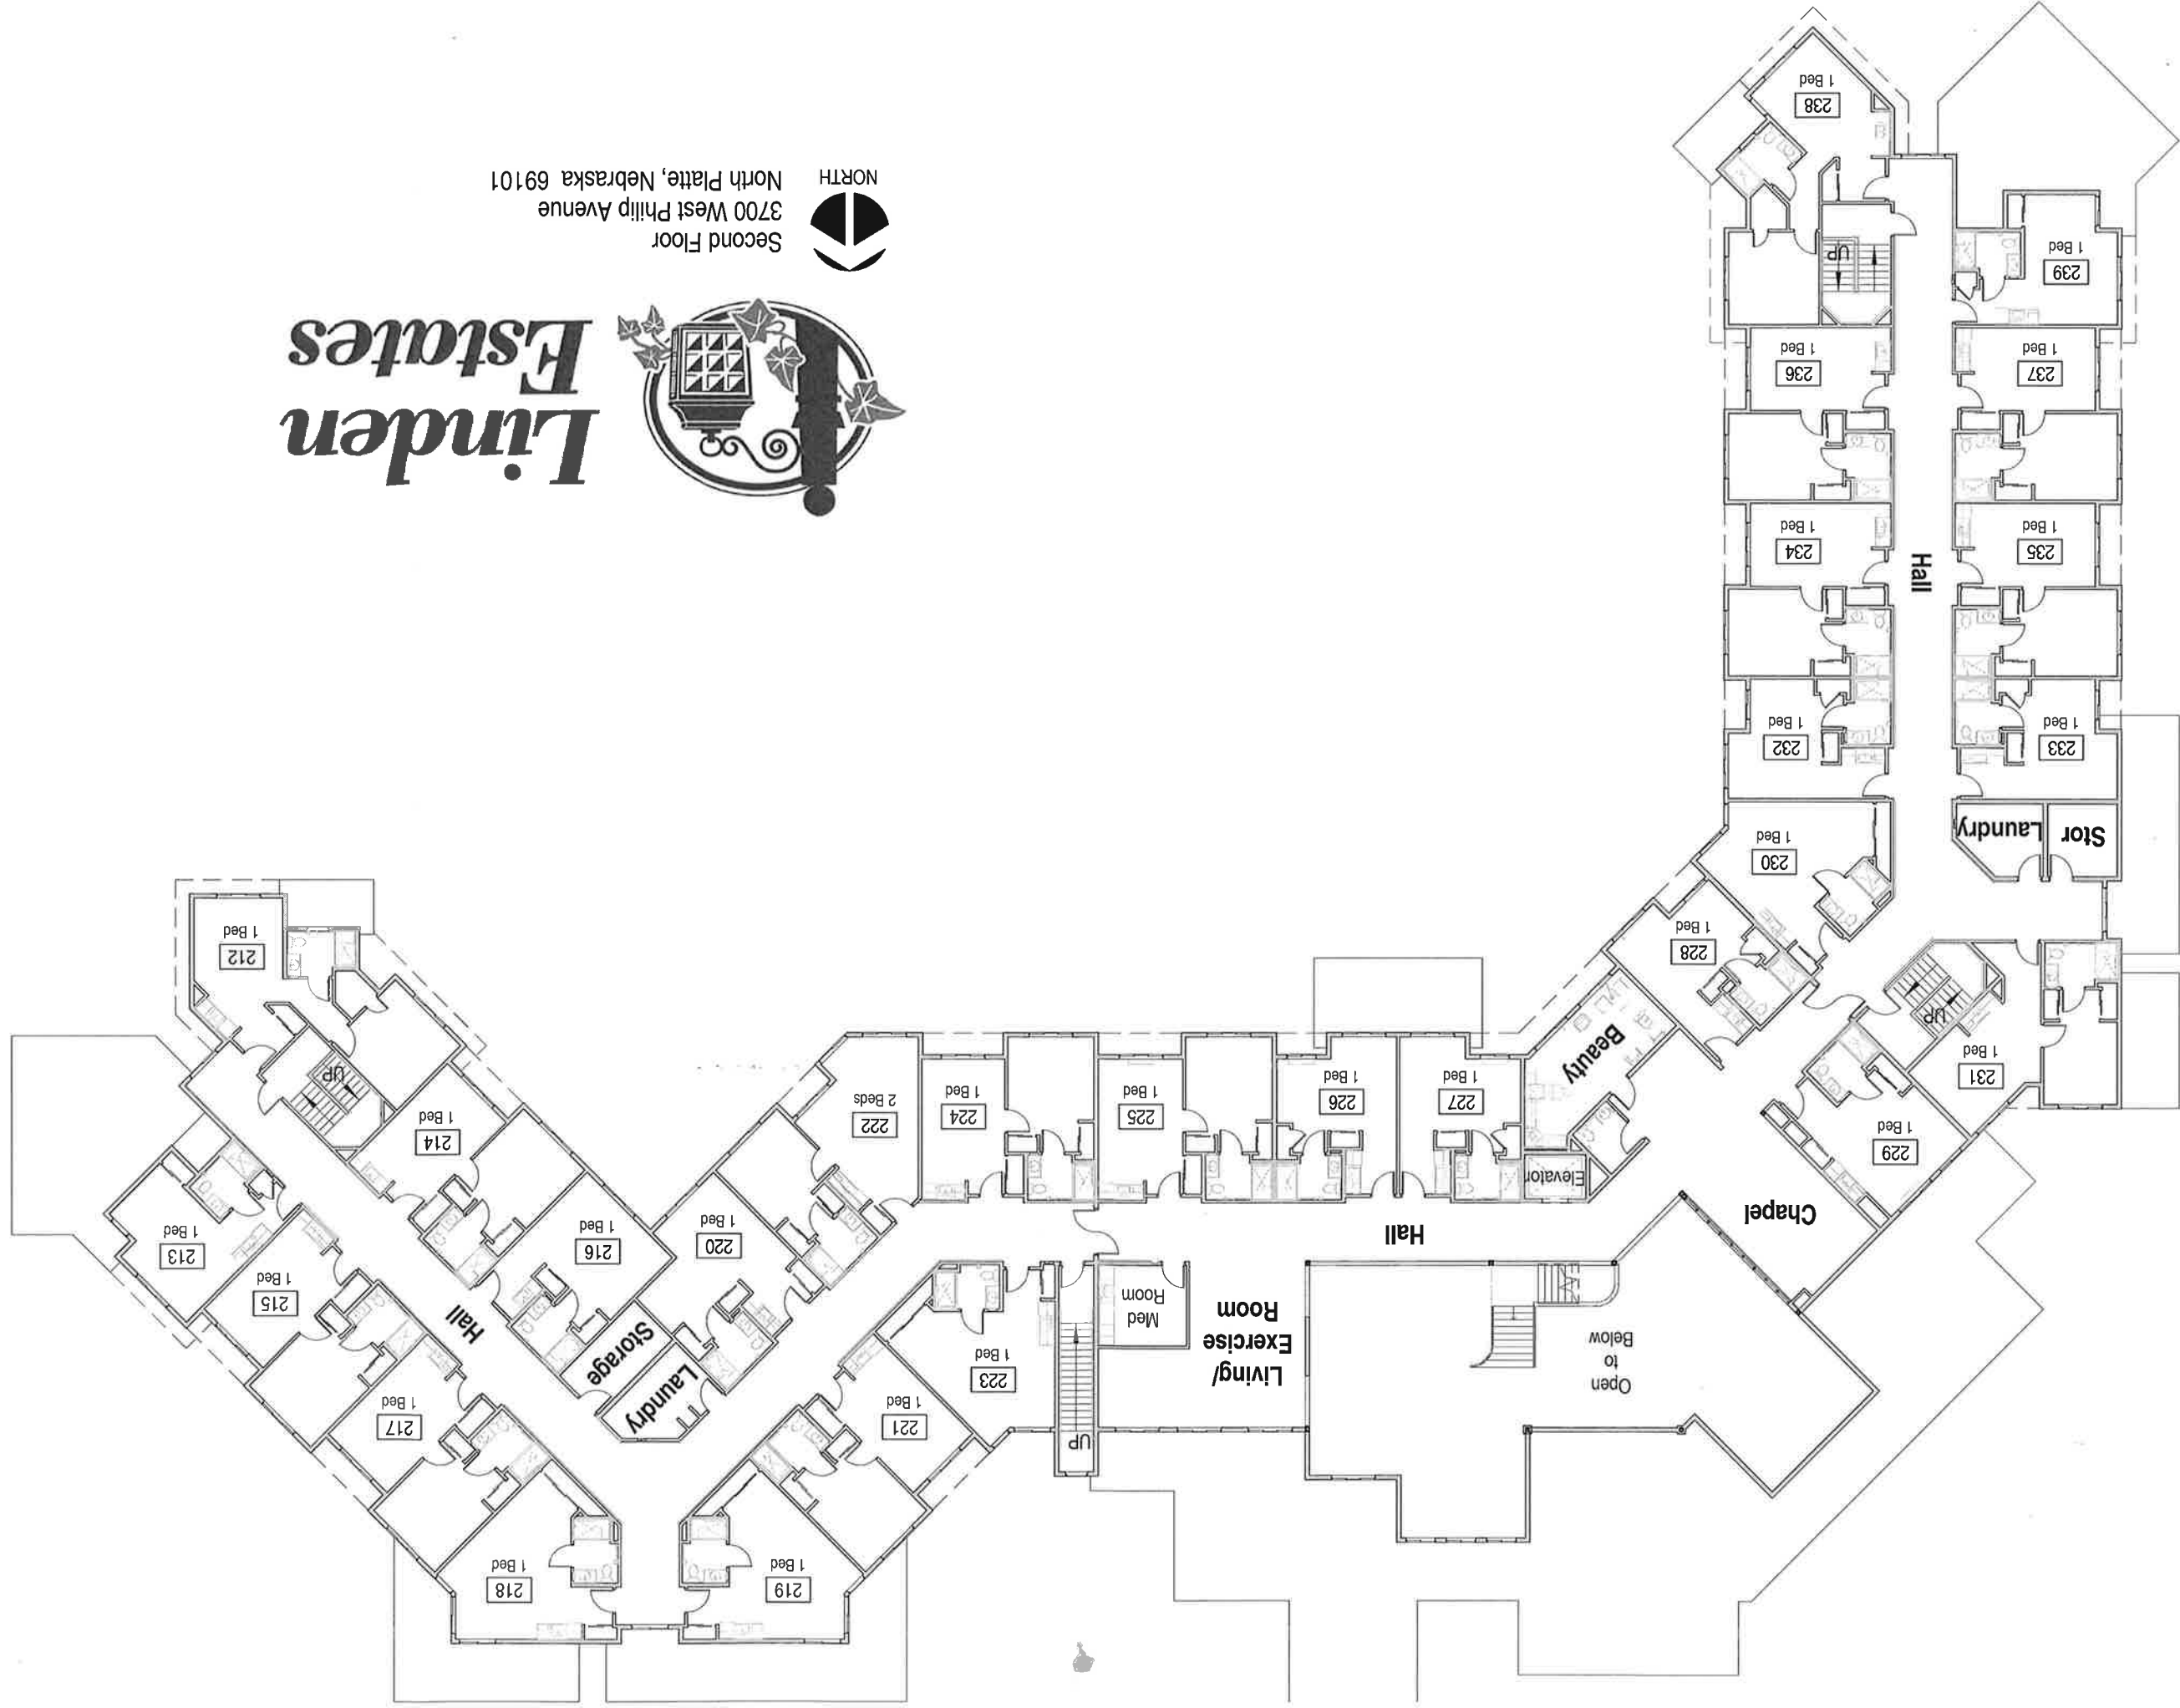 219
1 Bed
218
1 Bed
UP
221
1 Bed
217
1 Bed
Open
to
Below
Living/
Exercise
Room
223
1 Bed
Laundry
Storage
Med
Room
Hall
215
1 Bed
213
1 Bed
Chapel
Hall
220
1 Bed
216
1 Bed
229
1 Bed
Elevator
227
1 Bed
226
1 Bed
225
1 Bed
224
1 Bed
222
2 Beds
214
1 Bed
231
1 Bed
UP
Beauty
UP
228
1 Bed
212
1 Bed
230
1 Bed
Stor
Laundry
233
1 Bed
232
1 Bed
Hall
235
1 Bed
234
1 Bed
237
1 Bed
236
1 Bed
239
1 Bed
UP
238
1 Bed
Linden
Estates
Second Floor
3700 West Philip Avenue
North Platte, Nebraska 69101
NORTH